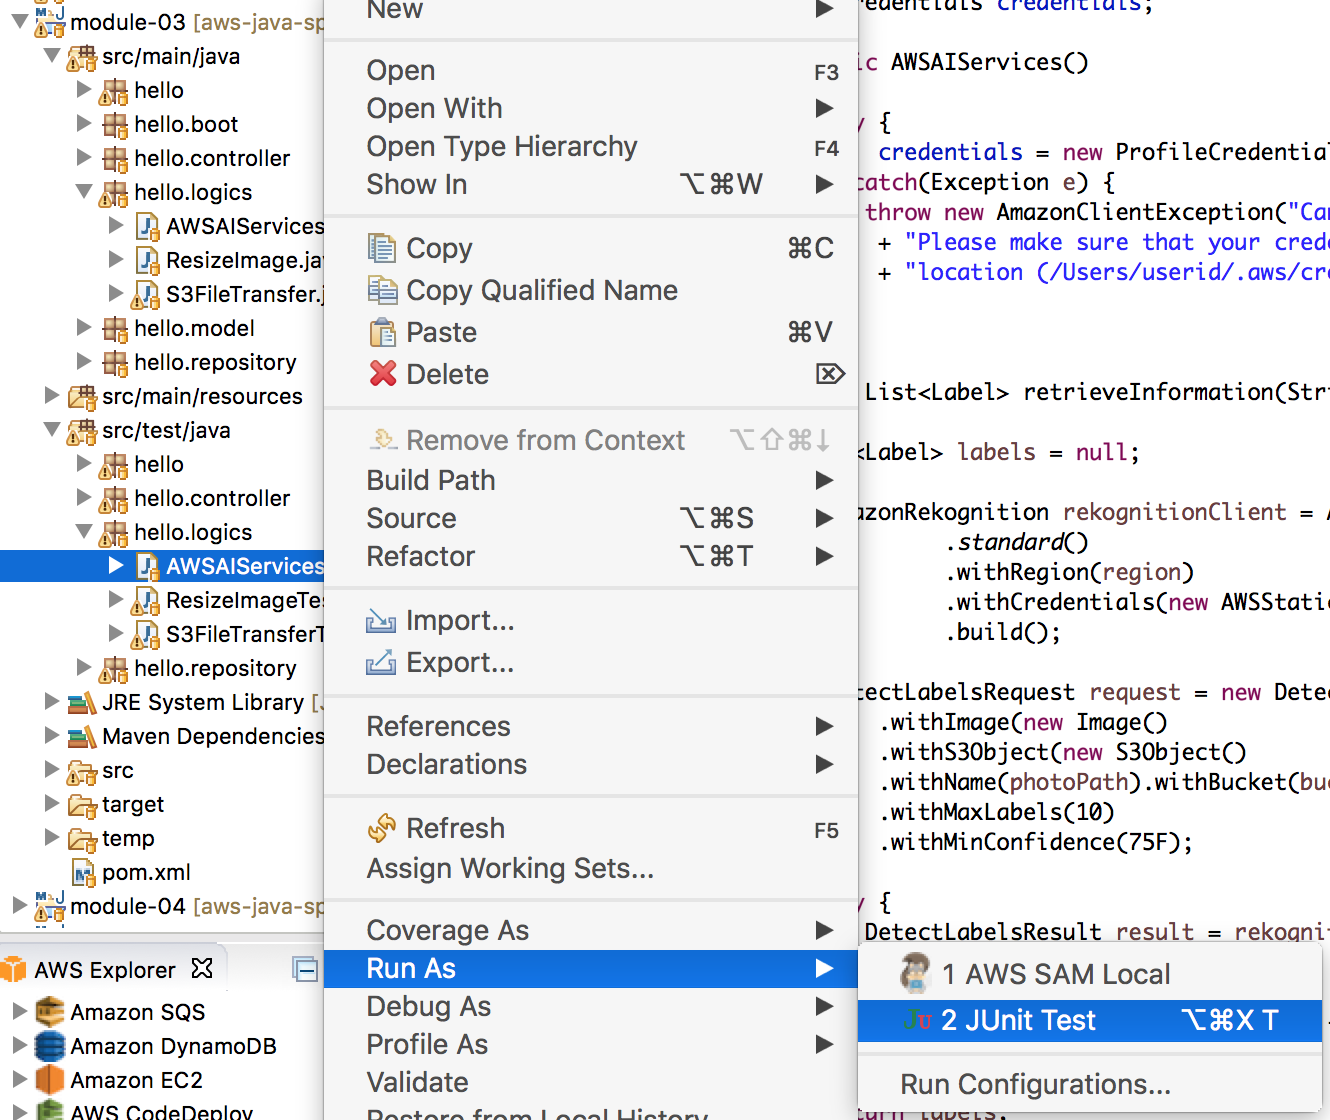 module-03 [aws-java-sp
src/main/java
hello
hello.boot
hello.controller
hello.logics
AWSAIServices
ResizeImage.ja
S3FileTransfer.j
hello.model
hello.repository
src/main/resources
src/test/java
hello
hello.controller
hello.logics
AWSAIServices
ResizeImageTe
S3FileTransferT
hello.repository
JRE System Library [J
Maven Dependencies
src
target
temp
pom.xml
module-04 [aws-java-sp
AWS Explorer
Amazon SQS
Amazon DynamoDB
Amazon EC2
AWS CodeDeploy
New
Open F3
Open With
Open Type Hierarchy F4
Show In ⌥⌘W
Copy ⌘C
Copy Qualified Name
Paste ⌘V
Delete ⌦
Remove from Context ⌥⇧⌘↓
Build Path
Source ⌥⌘S
Refactor ⌥⌘T
Import...
Export...
References
Declarations
Refresh F5
Assign Working Sets...
Coverage As
Run As
Debug As
Profile As
Validate
Restore from Local History
1 AWS SAM Local
2 JUnit Test ⌥⌘X T
Run Configurations...
redentials credentials;
ic AWSAIServices()
y {
credentials = new ProfileCredential
catch(Exception e) {
throw new AmazonClientException("Can
+ "Please make sure that your crede
+ "location (/Users/userid/.aws/cre
List<Label> retrieveInformation(Str
<Label> labels = null;
azonRekognition rekognitionClient = A
.standard()
.withRegion(region)
.withCredentials(new AWSStatic
.build();
tectLabelsRequest request = new Detec
.withImage(new Image()
.withS3Object(new S3Object()
.withName(photoPath).withBucket(buc
.withMaxLabels(10)
.withMinConfidence(75F);
y {
DetectLabelsResult result = rekognit
turn labels;